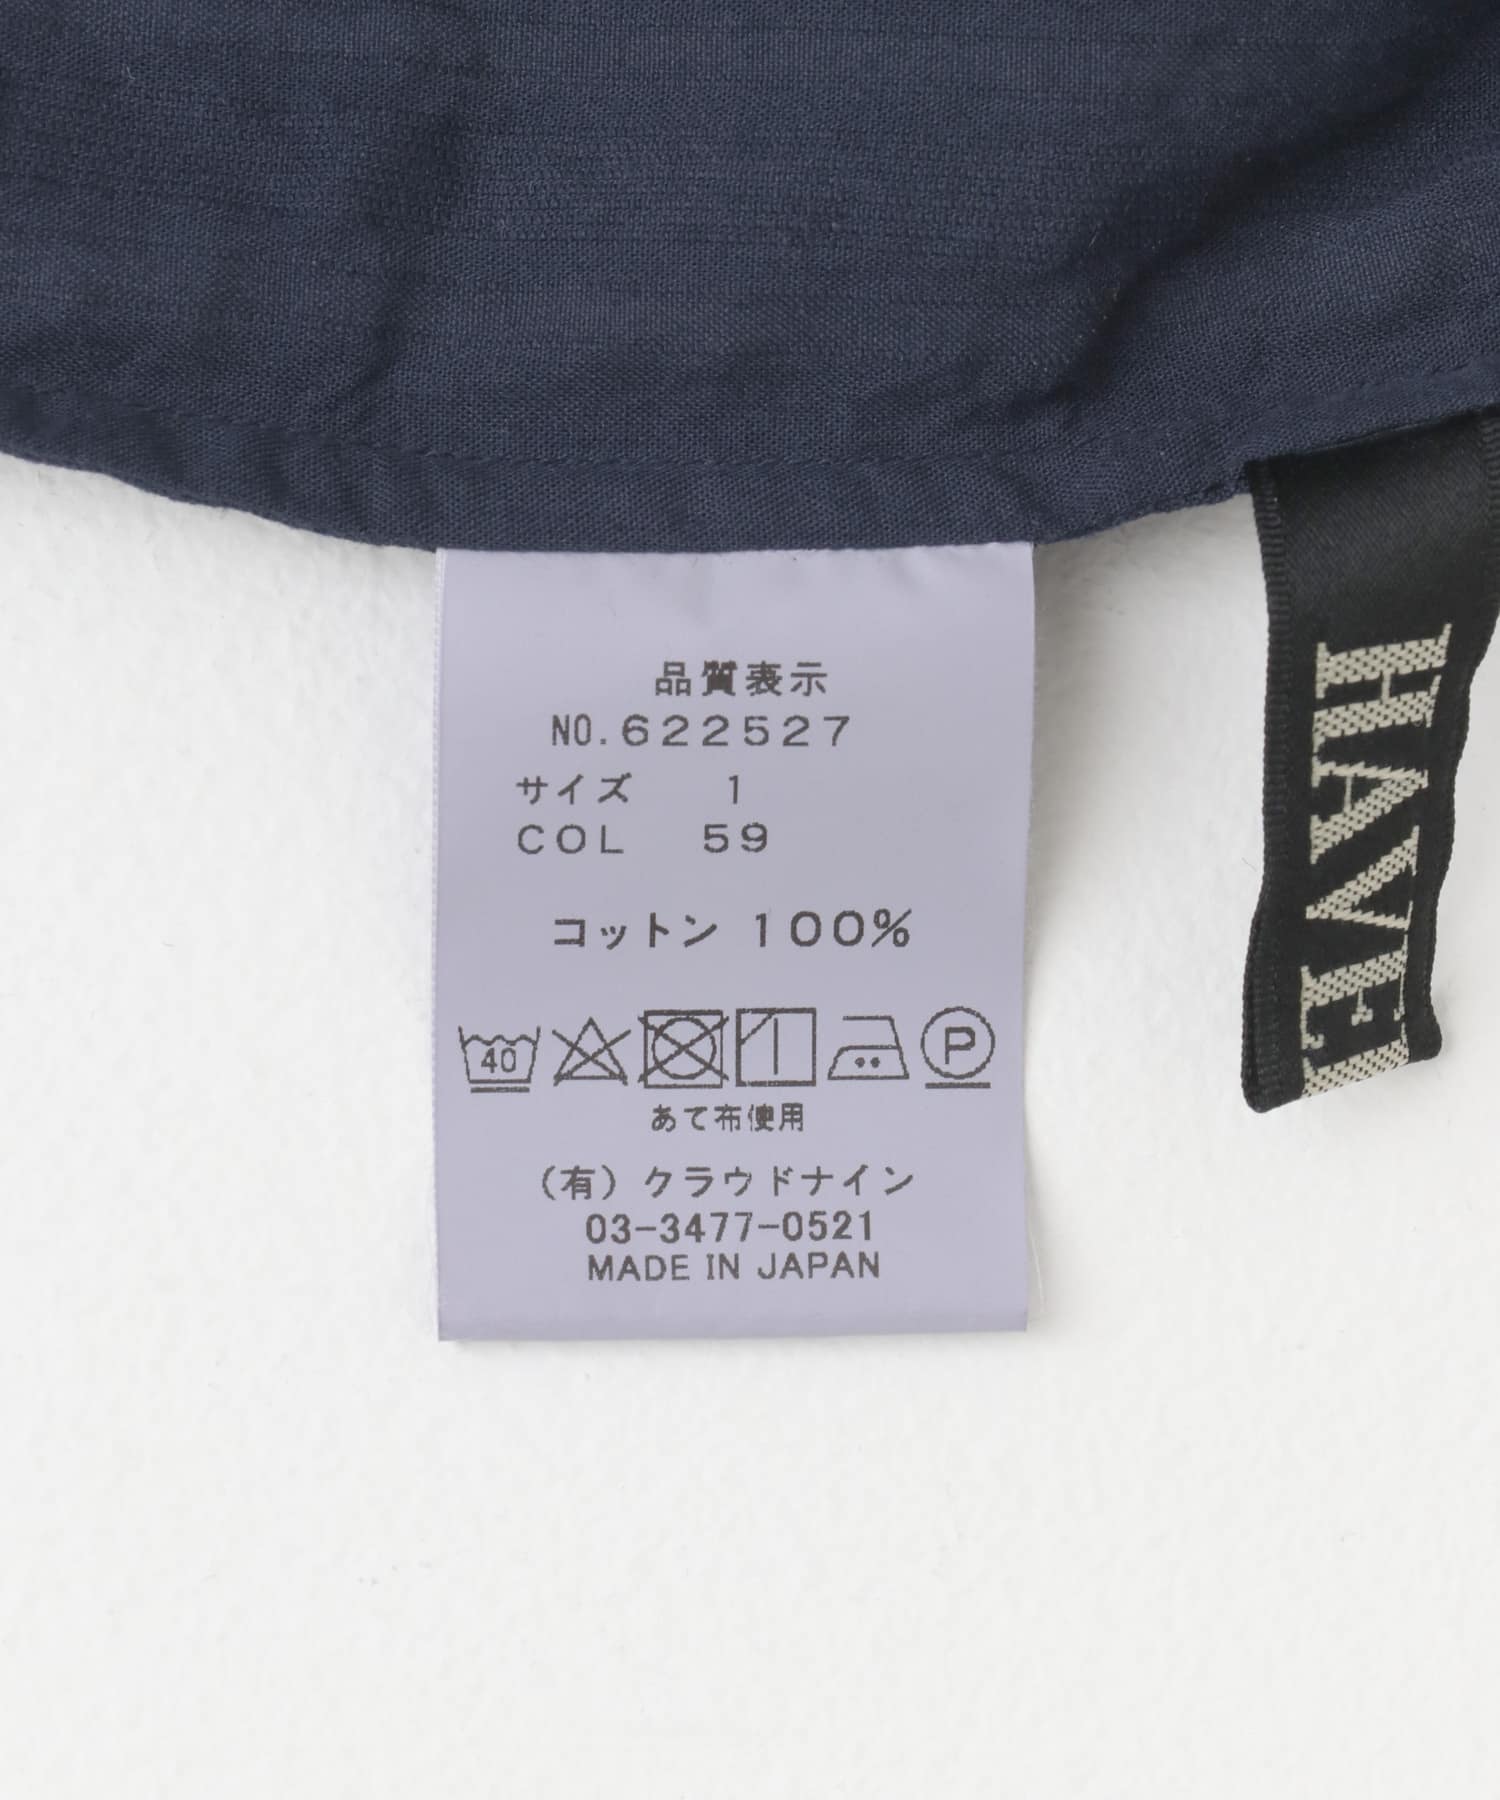 品質表示
NO.622527
サイズ 1
COL 59
コットン 100%
40
P
あて布使用
(有)クラウドナイン
03-3477-0521
MADE IN JAPAN
HAVE